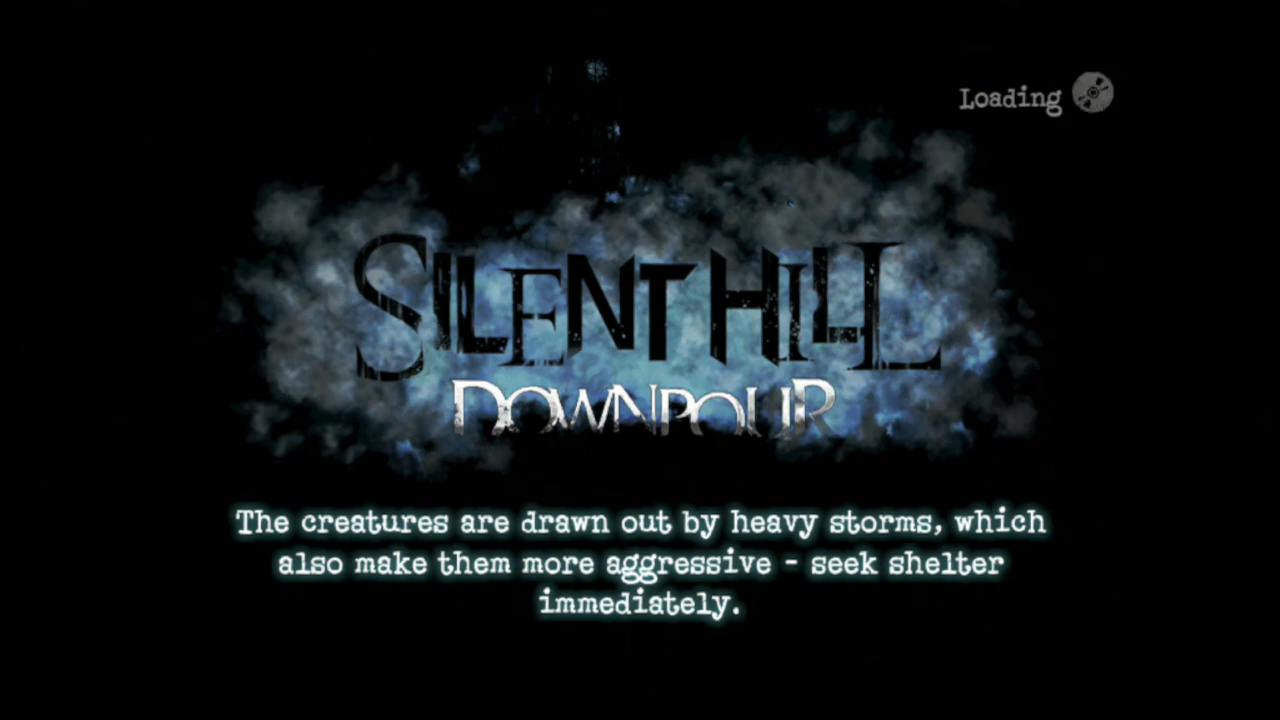 Loading
SILENT HILL
DOWNPOUR
The creatures are drawn out by heavy storms, which
also make them more aggressive - seek shelter
immediately.